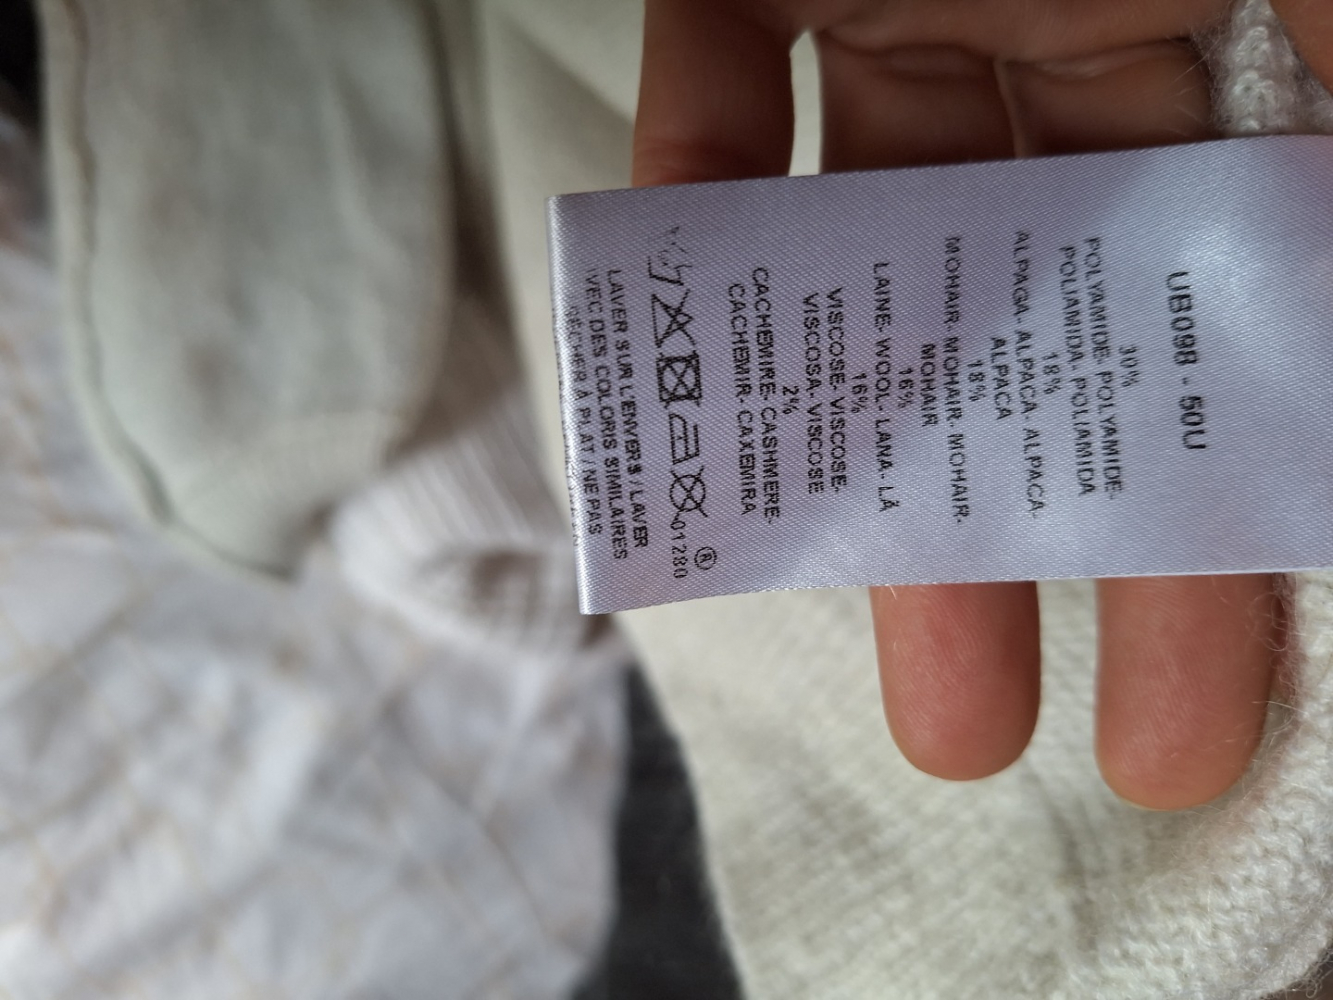 UB098 - 50U
30%
POLYAMIDE- POLYAMIDE-
POLIAMIDA- POLIAMIDA
18%
ALPAGA- ALPACA- ALPACA-
ALPACA
18%
MOHAIR- MOHAIR- MOHAIR-
MOHAIR
16%
LAINE- WOOL- LANA- LÃ
16%
VISCOSE- VISCOSE-
VISCOSA- VISCOSE
2%
CACHEMIRE- CASHMERE-
CACHEMIR- CAXEMIRA
®
01280
LAVER SUR L'ENVERS / LAVER
AVEC DES COLORIS SIMILAIRES
SÉCHER À PLAT / NE PAS